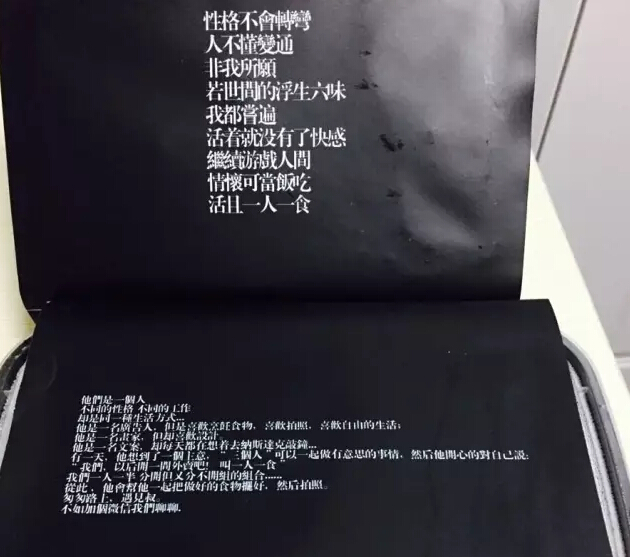 性格不會轉彎
人不懂變通
非我所願
若世間的浮生六味
我都嘗遍
活着就没有了快感
繼續游戲人間
情懷可當飯吃
活且一人一食
他們是一個人
不同的性格 不同的工作
却是同一種生活方式...
他是一名廣告人，但是喜歡烹飪食物，喜歡拍照，喜歡自由的生活；
他是一名畫家，但却喜歡設計。
他是一名文案，却每天都在想着去納斯達克敲鐘...
有一天，他想到了一個主意，“三個人”可以一起做有意思的事情，然后他開心的對自己説：
“我們，以后開一間外賣吧！叫一人一食”
我們一人一半 分開但又分不開組的組合......
從此、他會幫他一起把做好的食物擺好，然后拍照。
匆匆路上，遇見叔。
不如加個微信我們聊聊.